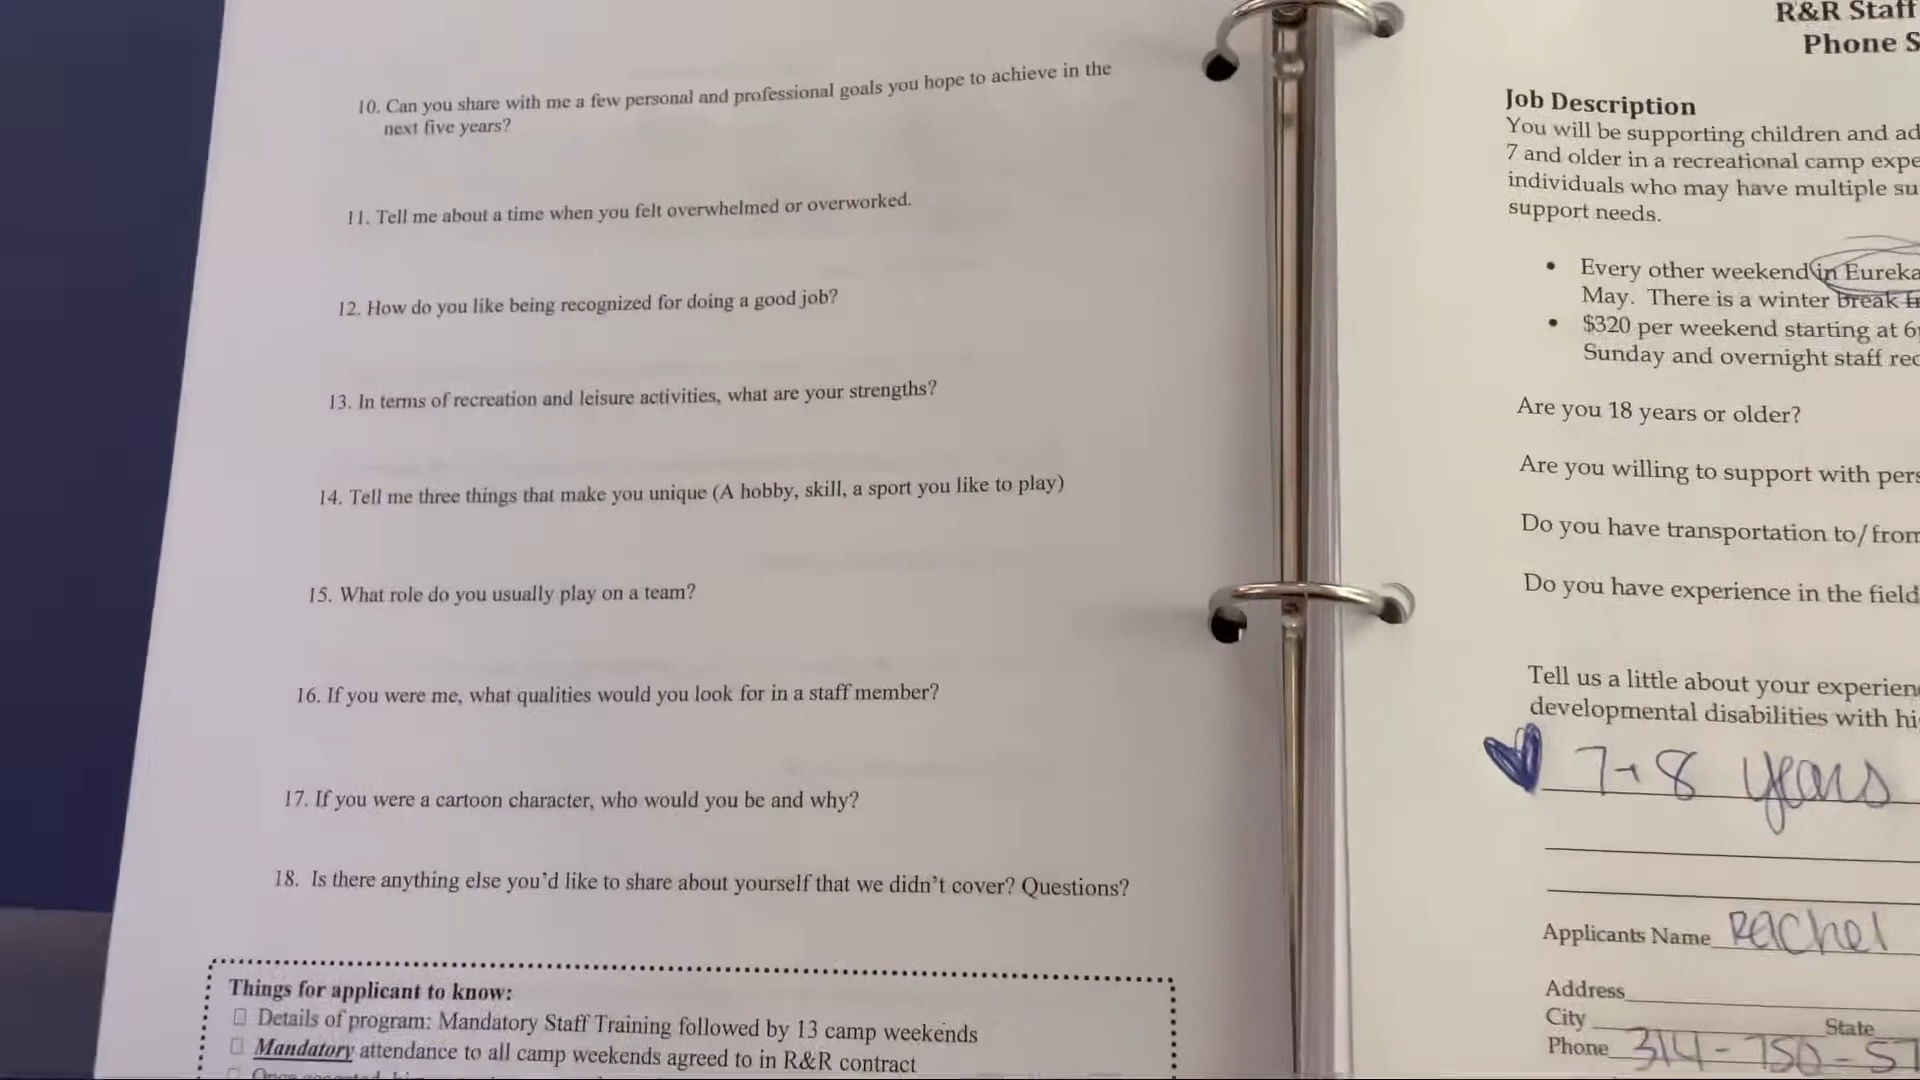 10. Can you share with me a few personal and professional goals you hope to achieve in the
next five years?
11. Tell me about a time when you felt overwhelmed or overworked.
12. How do you like being recognized for doing a good job?
13. In terms of recreation and leisure activities, what are your strengths?
14. Tell me three things that make you unique (A hobby, skill, a sport you like to play)
15. What role do you usually play on a team?
16. If you were me, what qualities would you look for in a staff member?
17. If you were a cartoon character, who would you be and why?
18. Is there anything else you'd like to share about yourself that we didn't cover? Questions?
Things for applicant to know:
Details of program: Mandatory Staff Training followed by 13 camp weekends
Mandatory attendance to all camp weekends agreed to in R&R contract
R&R Staff
Phone S
Job Description
You will be supporting children and ad
7 and older in a recreational camp expe
individuals who may have multiple su
support needs.
• Every other weekend in Eureka
May. There is a winter break fr
• $320 per weekend starting at 6
Sunday and overnight staff rec
Are you 18 years or older?
Are you willing to support with pers
Do you have transportation to/from
Do you have experience in the field
Tell us a little about your experien
developmental disabilities with hi
7-8 years
Applicants Name Rachel
Address
City State
Phone 314-750-57